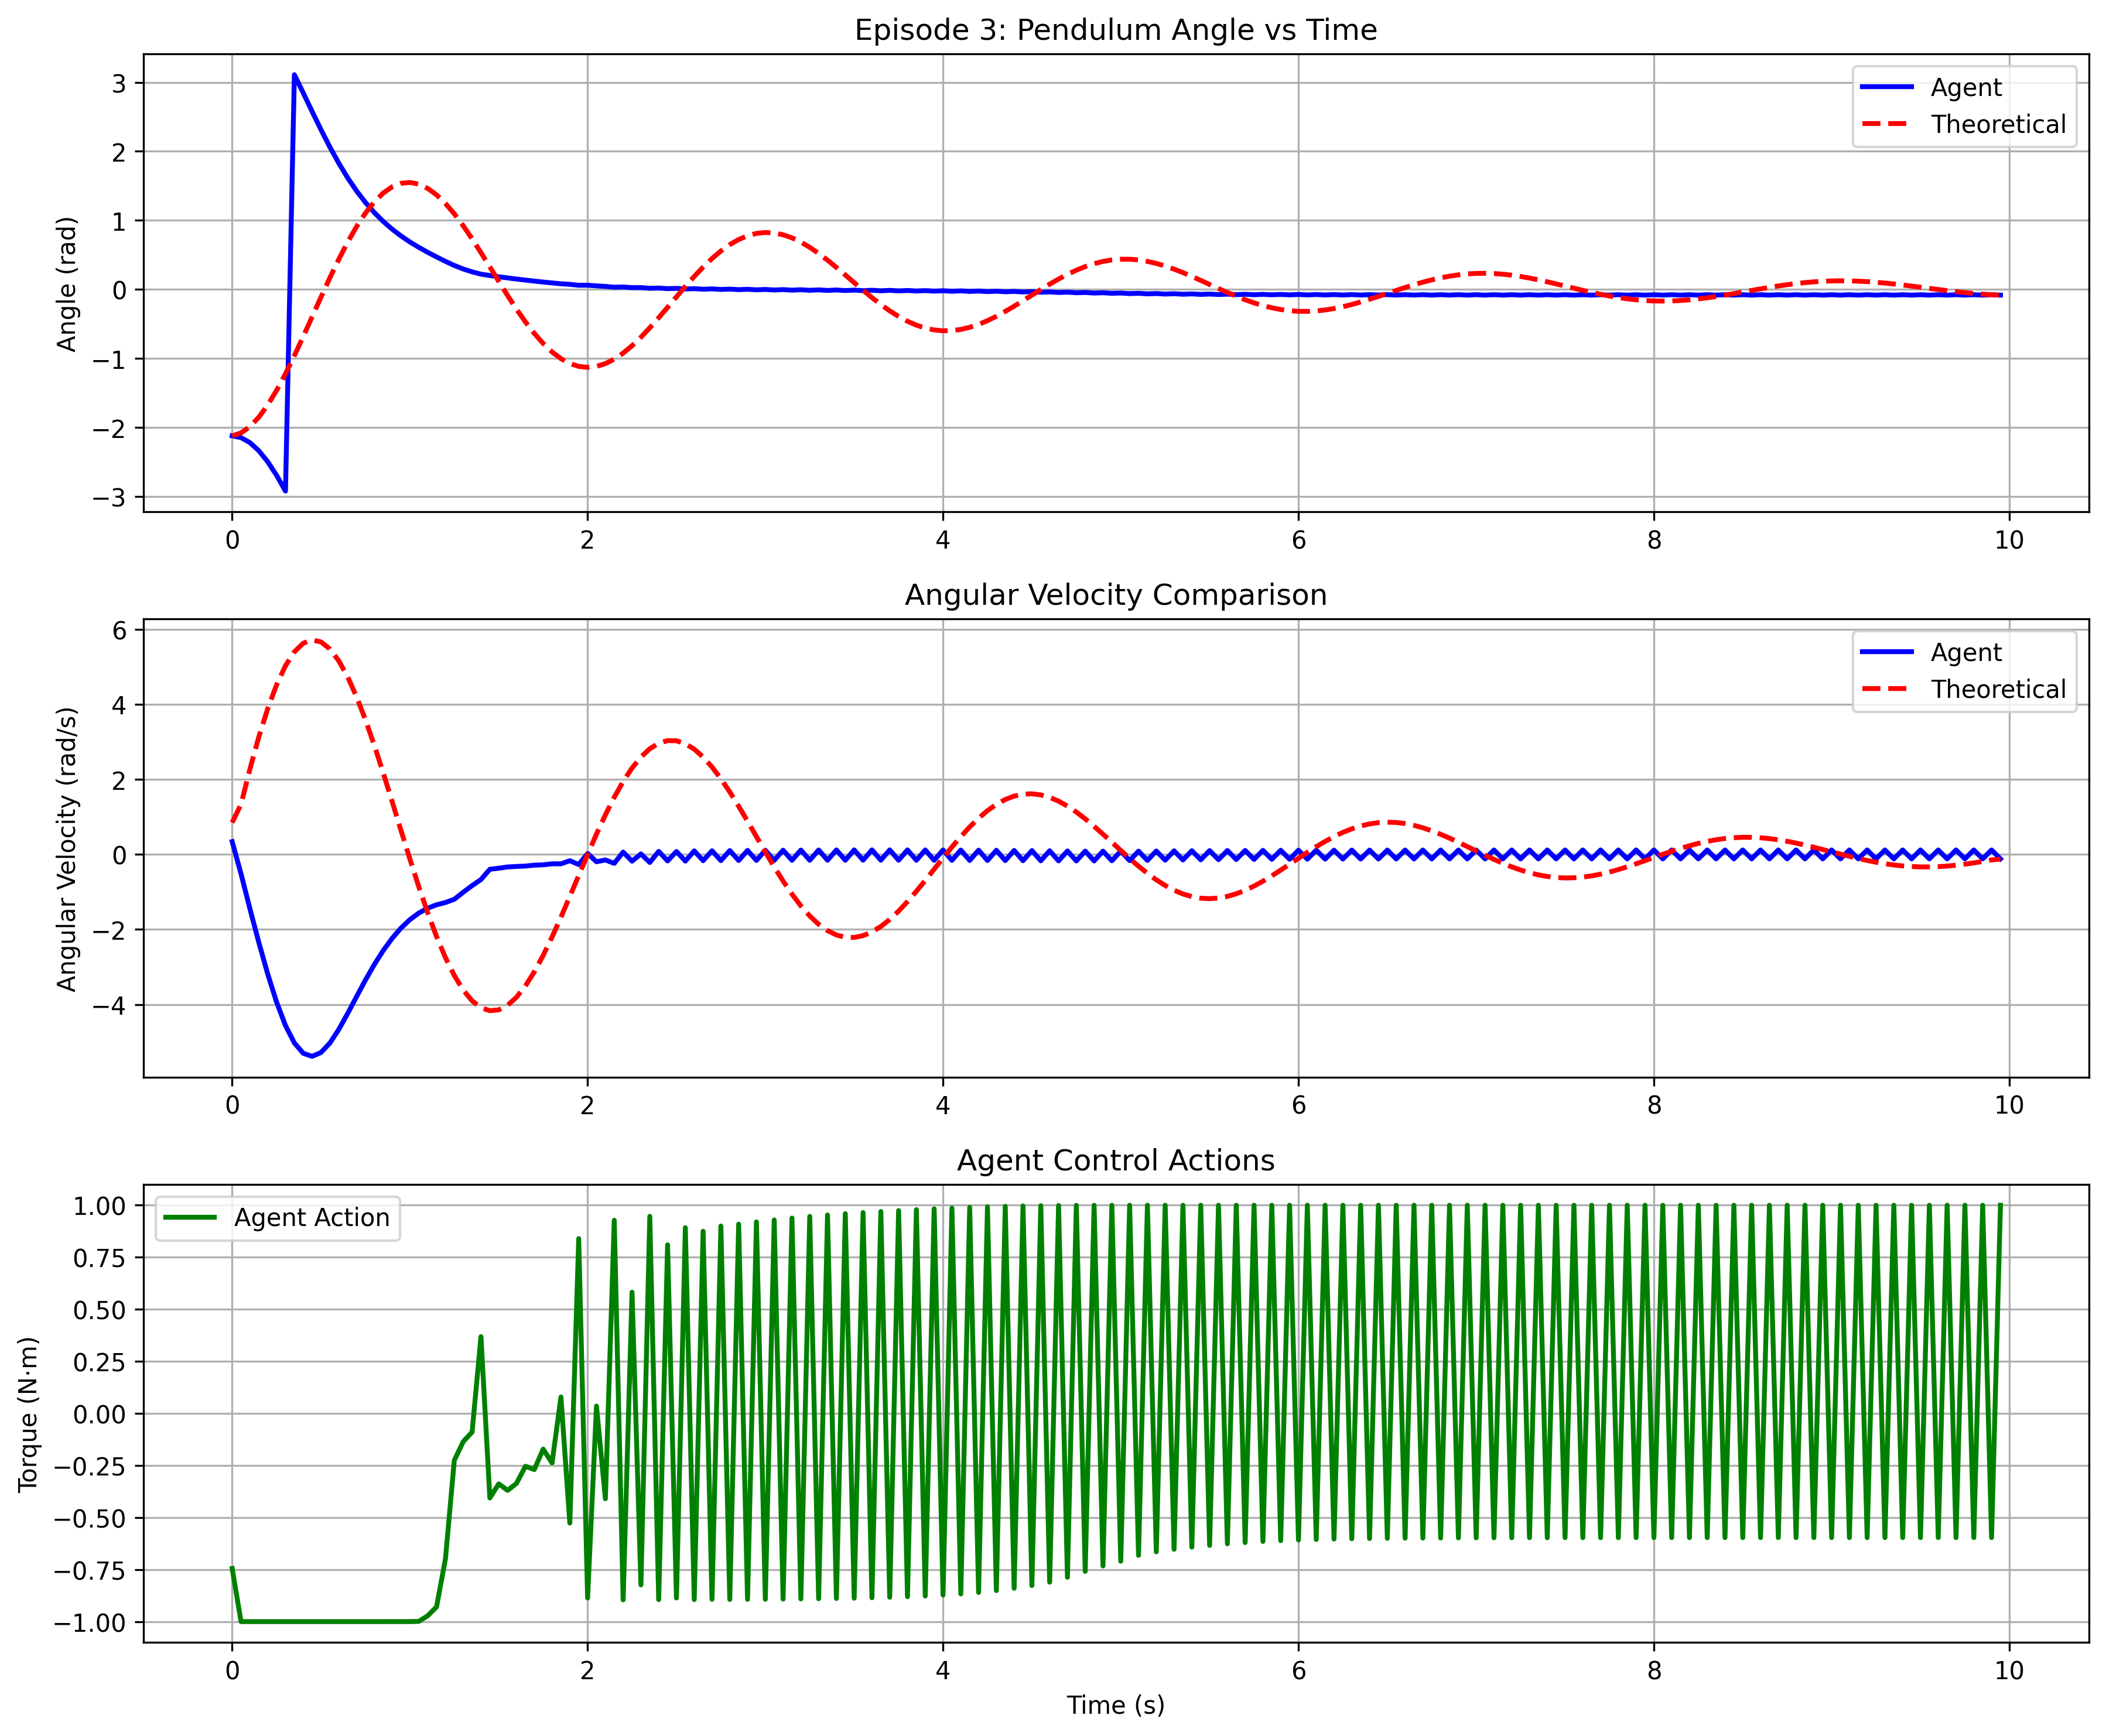 Episode 3: Pendulum Angle vs Time
Angle (rad)
3
2
1
0
−1
−2
−3
Agent
Theoretical
0 2 4 6 8 10
Angular Velocity Comparison
Angular Velocity (rad/s)
6
4
2
0
−2
−4
Agent
Theoretical
0 2 4 6 8 10
Agent Control Actions
Torque (N·m)
1.00
0.75
0.50
0.25
0.00
−0.25
−0.50
−0.75
−1.00
Agent Action
0 2 4 6 8 10
Time (s)